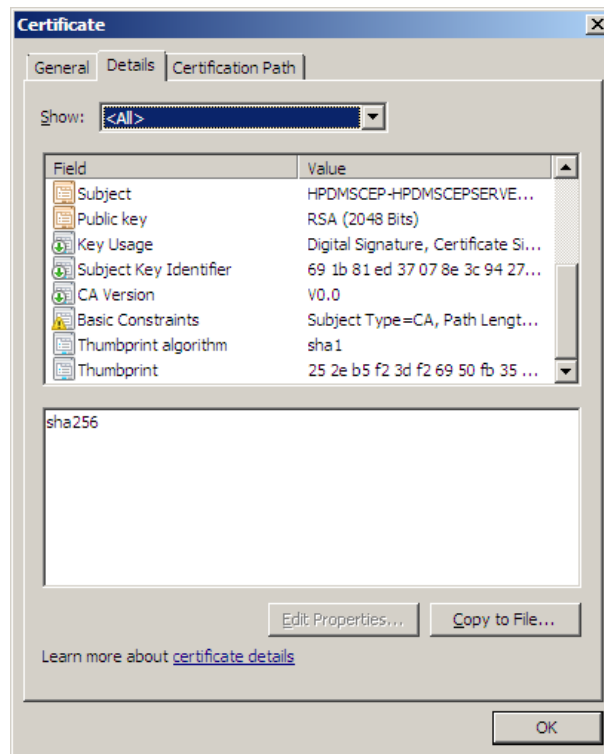 Certificate
General Details Certification Path
Show: <All>
Field Value
Subject HPDMSCEP-HPDMSCEPSERVE...
Public key RSA (2048 Bits)
Key Usage Digital Signature, Certificate Si...
Subject Key Identifier 69 1b 81 ed 37 07 8e 3c 94 27...
CA Version V0.0
Basic Constraints Subject Type=CA, Path Lengt...
Thumbprint algorithm sha1
Thumbprint 25 2e b5 f2 3d f2 69 50 fb 35 ...
sha256
Edit Properties... Copy to File...
Learn more about certificate details
OK